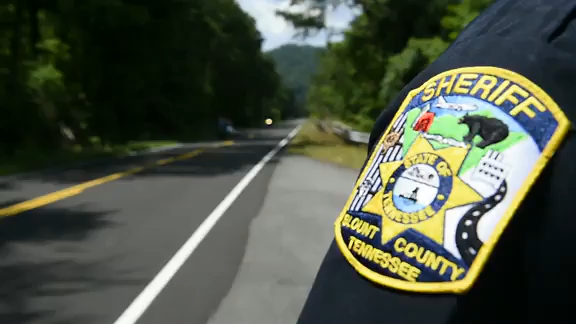 SHERIFF
STATE OF
TENNESSEE
BLOUNT COUNTY
TENNESSEE